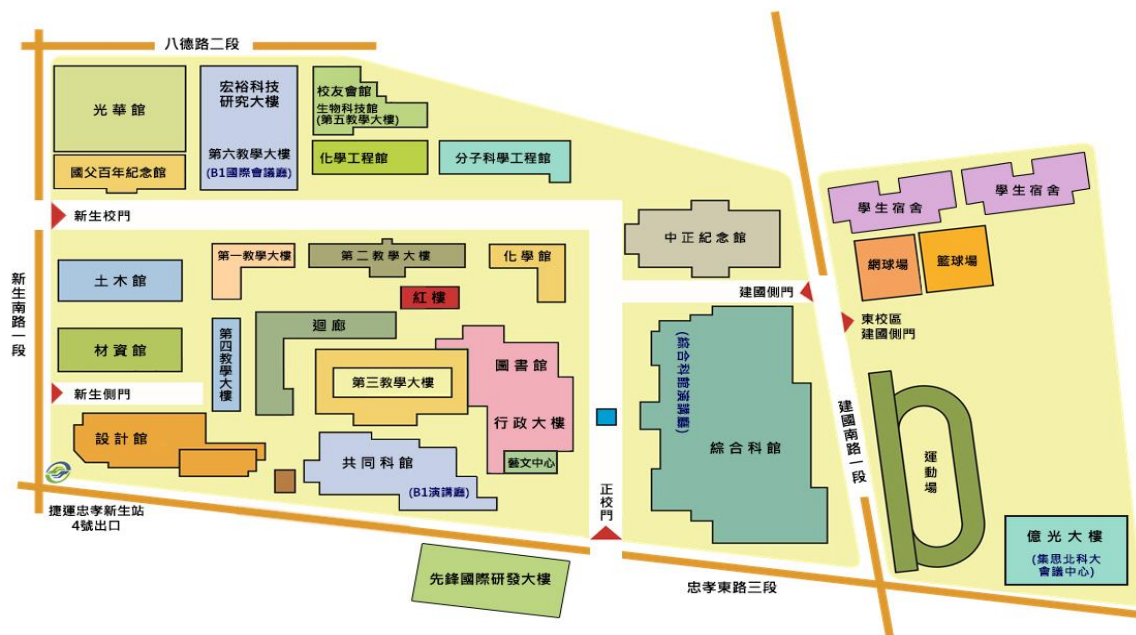 八德路二段
光華館
宏裕科技
研究大樓
校友會館
生物科技館
(第五教學大樓)
國父百年紀念館
第六教學大樓
(B1國際會議廳)
化學工程館
分子科學工程館
學生宿舍
學生宿舍
新生校門
中正紀念館
第一教學大樓
第二教學大樓
化學館
網球場
籃球場
新生南路一段
土木館
紅樓
建國側門
東校區
建國側門
迴廊
第四教學大樓
材資館
圖書館
(綜合科館演講廳)
第三教學大樓
新生側門
行政大樓
建國南路一段
設計館
綜合科館
運動場
共同科館
藝文中心
(B1演講廳)
正校門
捷運忠孝新生站
4號出口
億光大樓
(集思北科大
會議中心)
先鋒國際研發大樓
忠孝東路三段